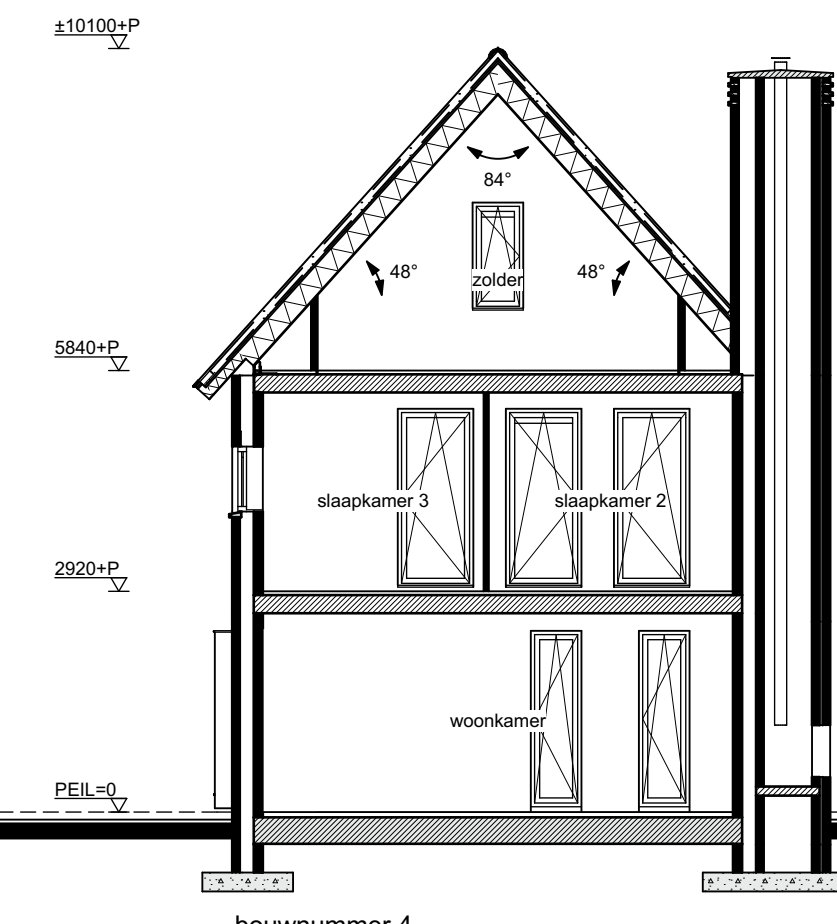 ±10100+P
84°
zolder
48°
48°
5840+P
slaapkamer 3
slaapkamer 2
2920+P
woonkamer
PEIL=0
bouwnummer 4